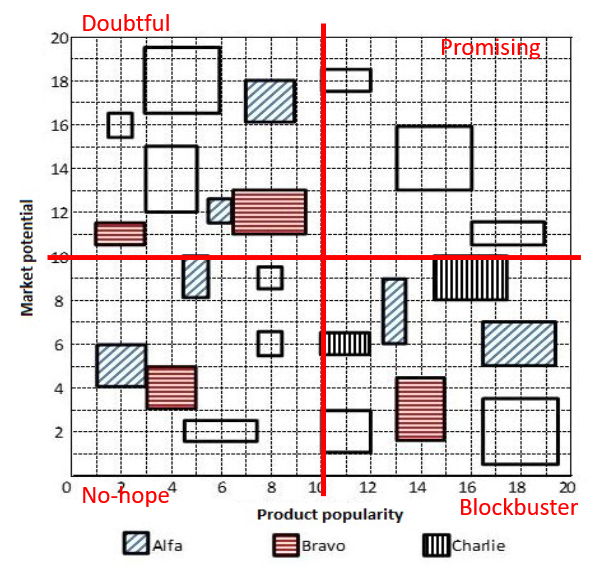 Doubtful
Promising
20
18
16
14
12
10
8
6
4
2
Market potential
0 2 4 6 8 10 12 14 16 18 20
No-hope
Blockbuster
Product popularity
Alfa Bravo Charlie